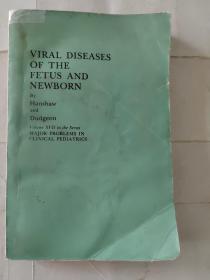 VIRAL DISEASES
OF THE
FETUS AND
NEWBORN
By
Hanshaw
and
Dudgeon
Volume XVII in the Series
MAJOR PROBLEMS IN
CLINICAL PEDIATRICS